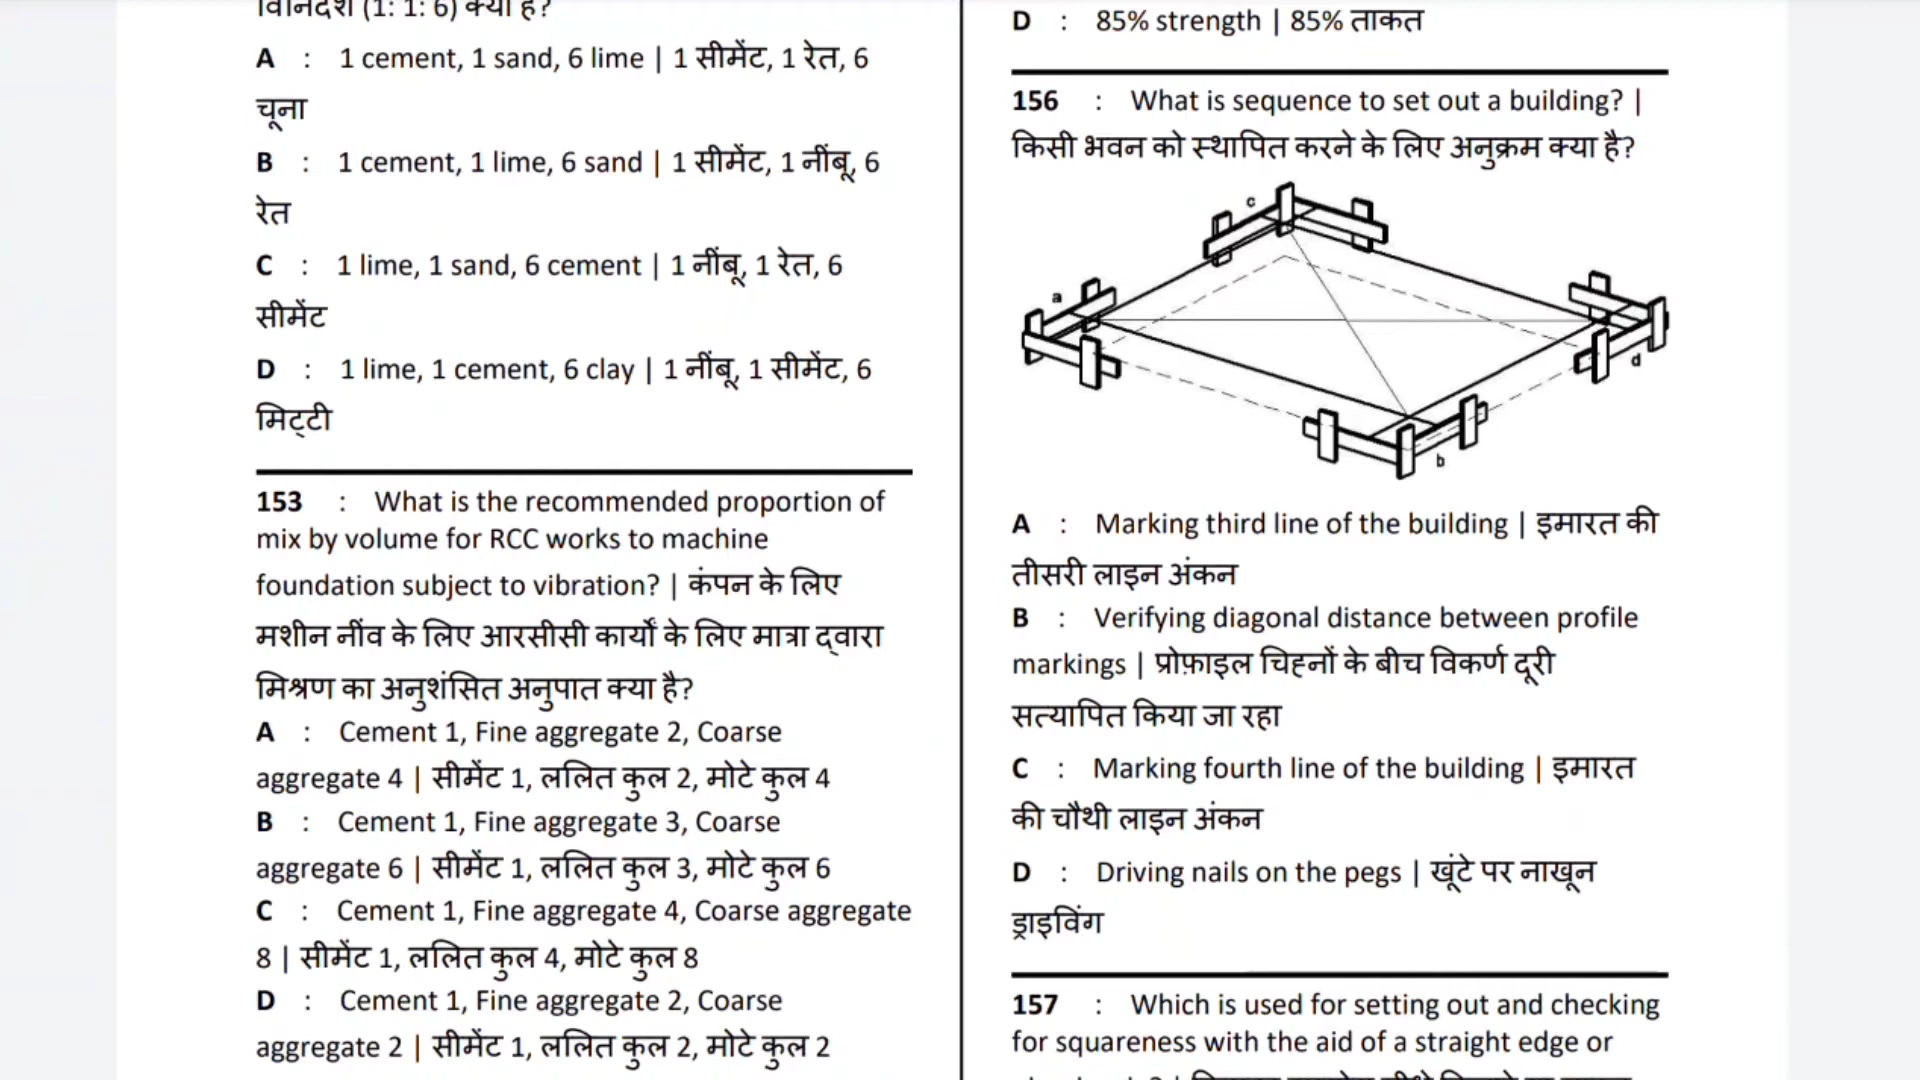 विनिर्देश (1: 1: 6) क्या है?
A : 1 cement, 1 sand, 6 lime | 1 सीमेंट, 1 रेत, 6
चूना
B : 1 cement, 1 lime, 6 sand | 1 सीमेंट, 1 नींबू, 6
रेत
C : 1 lime, 1 sand, 6 cement | 1 नींबू, 1 रेत, 6
सीमेंट
D : 1 lime, 1 cement, 6 clay | 1 नींबू, 1 सीमेंट, 6
मिट्टी
153 : What is the recommended proportion of
mix by volume for RCC works to machine
foundation subject to vibration? | कंपन के लिए
मशीन नींव के लिए आरसीसी कार्यों के लिए मात्रा द्वारा
मिश्रण का अनुशंसित अनुपात क्या है?
A : Cement 1, Fine aggregate 2, Coarse
aggregate 4 | सीमेंट 1, ललित कुल 2, मोटे कुल 4
B : Cement 1, Fine aggregate 3, Coarse
aggregate 6 | सीमेंट 1, ललित कुल 3, मोटे कुल 6
C : Cement 1, Fine aggregate 4, Coarse aggregate
8 | सीमेंट 1, ललित कुल 4, मोटे कुल 8
D : Cement 1, Fine aggregate 2, Coarse
aggregate 2 | सीमेंट 1, ललित कुल 2, मोटे कुल 2
D : 85% strength | 85% ताकत
156 : What is sequence to set out a building? |
किसी भवन को स्थापित करने के लिए अनुक्रम क्या है?
c
a
d
b
A : Marking third line of the building | इमारत की
तीसरी लाइन अंकन
B : Verifying diagonal distance between profile
markings | प्रोफ़ाइल चिह्नों के बीच विकर्ण दूरी
सत्यापित किया जा रहा
C : Marking fourth line of the building | इमारत
की चौथी लाइन अंकन
D : Driving nails on the pegs | खूंटे पर नाखून
ड्राइविंग
157 : Which is used for setting out and checking
for squareness with the aid of a straight edge or